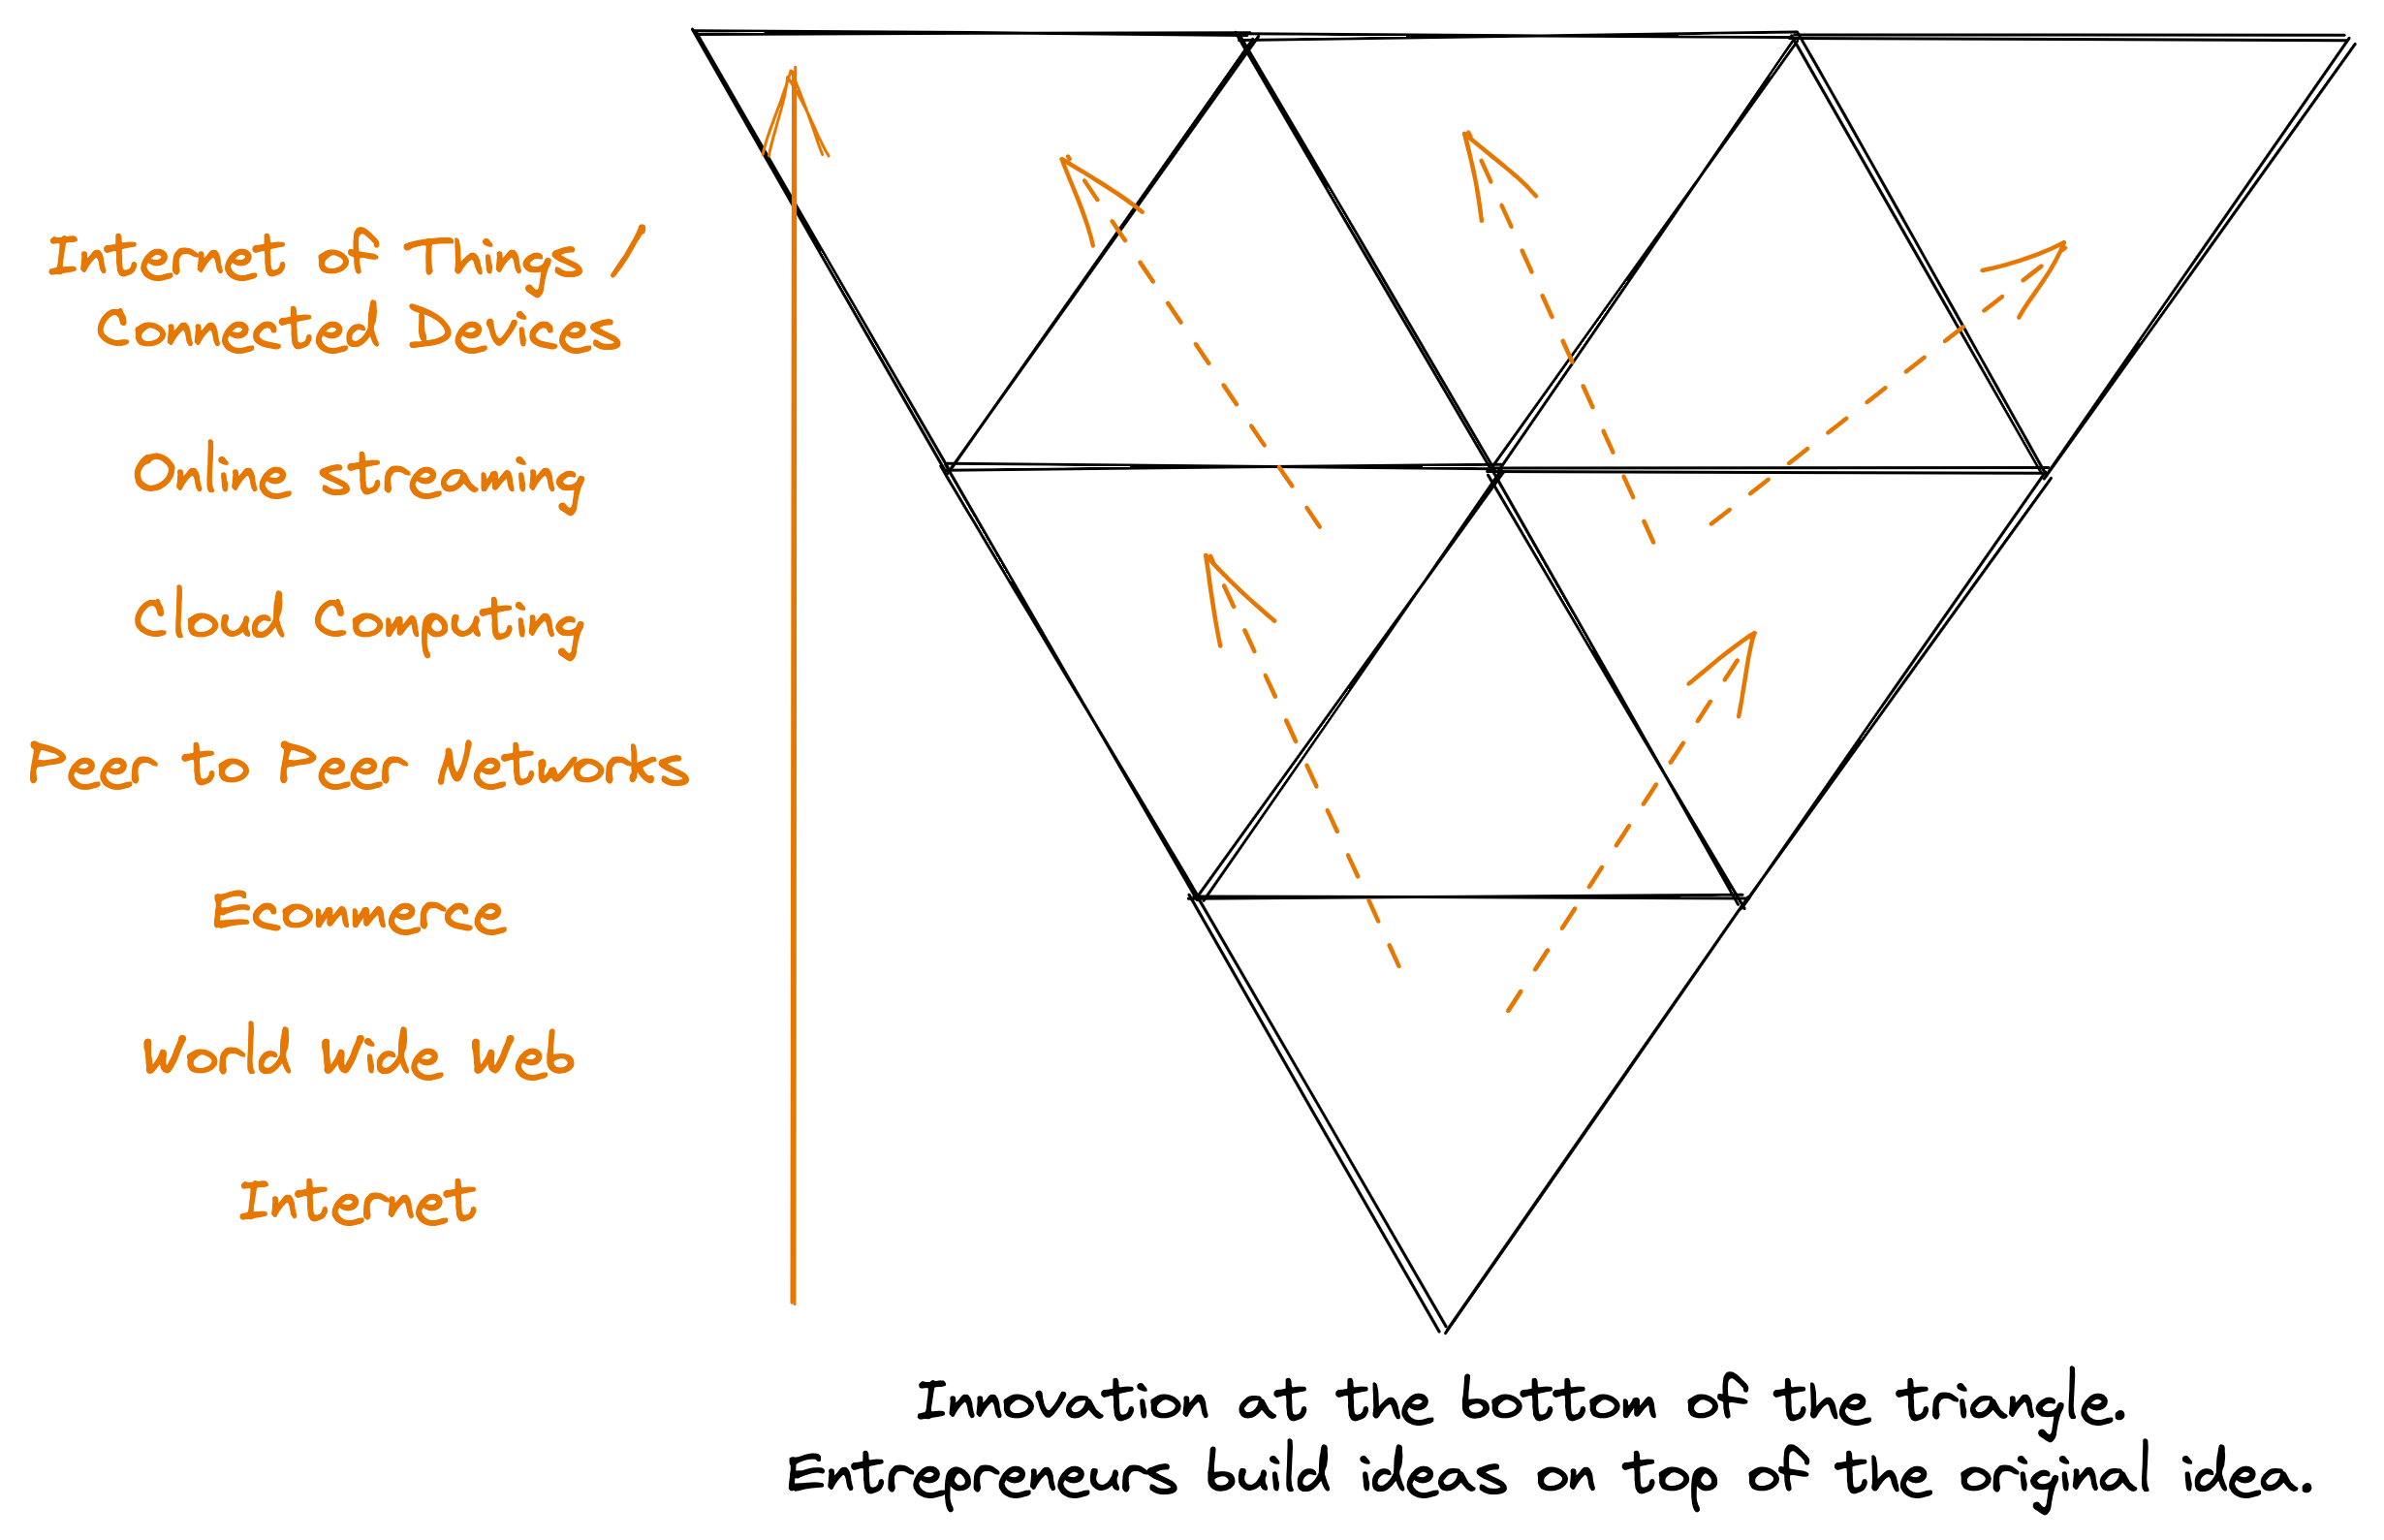 Internet of Things /
Connected Devices
Online streaming
Cloud Computing
Peer to Peer Networks
Ecommerce
World Wide Web
Internet
Innovation at the bottom of the triangle.
Entrepreneurs build ideas on top of the original idea.